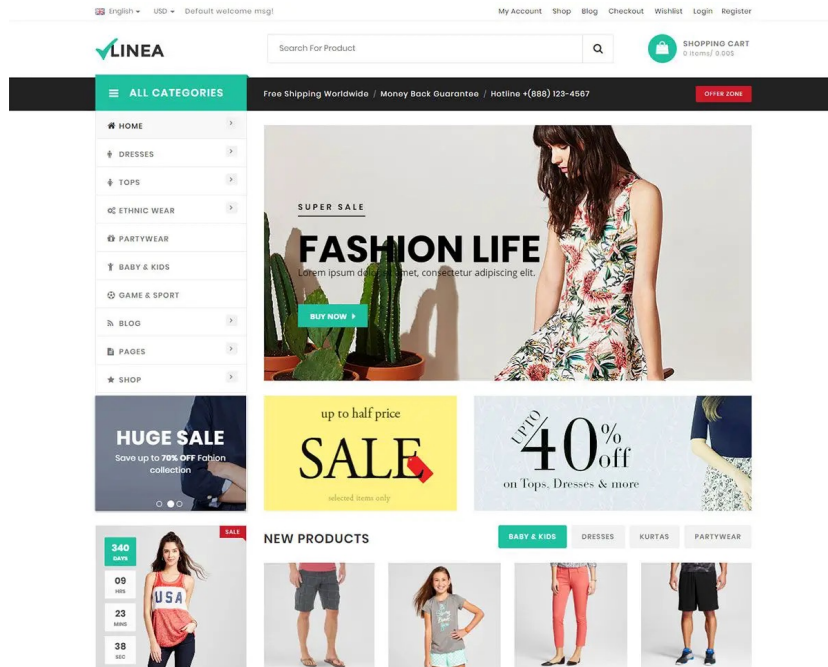 English USD Default welcome msg! My Account Shop Blog Checkout Wishlist Login Register
LINEA
Search For Product
SHOPPING CART
0 Items/ 0.00$
ALL CATEGORIES
Free Shipping Worldwide / Money Back Guarantee / Hotline +(888) 123-4567
OFFER ZONE
HOME
DRESSES
TOPS
ETHNIC WEAR
PARTYWEAR
BABY & KIDS
GAME & SPORT
BLOG
PAGES
SHOP
SUPER SALE
FASHION LIFE
Lorem ipsum dolor sit amet, consectetur adipiscing elit.
BUY NOW
HUGE SALE
Save up to 70% OFF Fahion
collection
up to half price
SALE
selected items only
UPTO
40% off
on Tops, Dresses & more
SALE
340
DAYS
09
HRS
23
MINS
38
SEC
USA
NEW PRODUCTS
BABY & KIDS DRESSES KURTAS PARTYWEAR